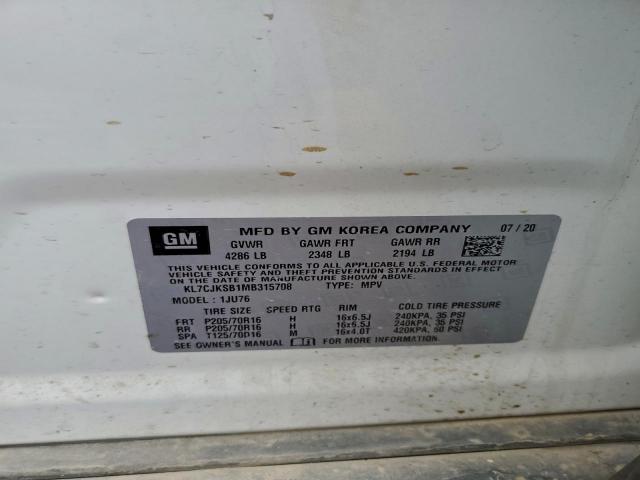 GM MFD BY GM KOREA COMPANY 07/20
GVWR GAWR FRT GAWR RR
4286 LB 2348 LB 2194 LB
THIS VEHICLE CONFORMS TO ALL APPLICABLE U.S. FEDERAL MOTOR
VEHICLE SAFETY AND THEFT PREVENTION STANDARDS IN EFFECT
ON THE DATE OF MANUFACTURE SHOWN ABOVE.
KL7CJKSB1MB315708 TYPE: MPV
MODEL : 1JU76
TIRE SIZE SPEED RTG RIM COLD TIRE PRESSURE
FRT P205/70R16 H 16x6.5J 240KPA, 35 PSI
RR P205/70R16 H 16x6.5J 240KPA, 35 PSI
SPA T125/70D16 M 16x4.0T 420KPA, 60 PSI
SEE OWNER'S MANUAL FOR MORE INFORMATION.